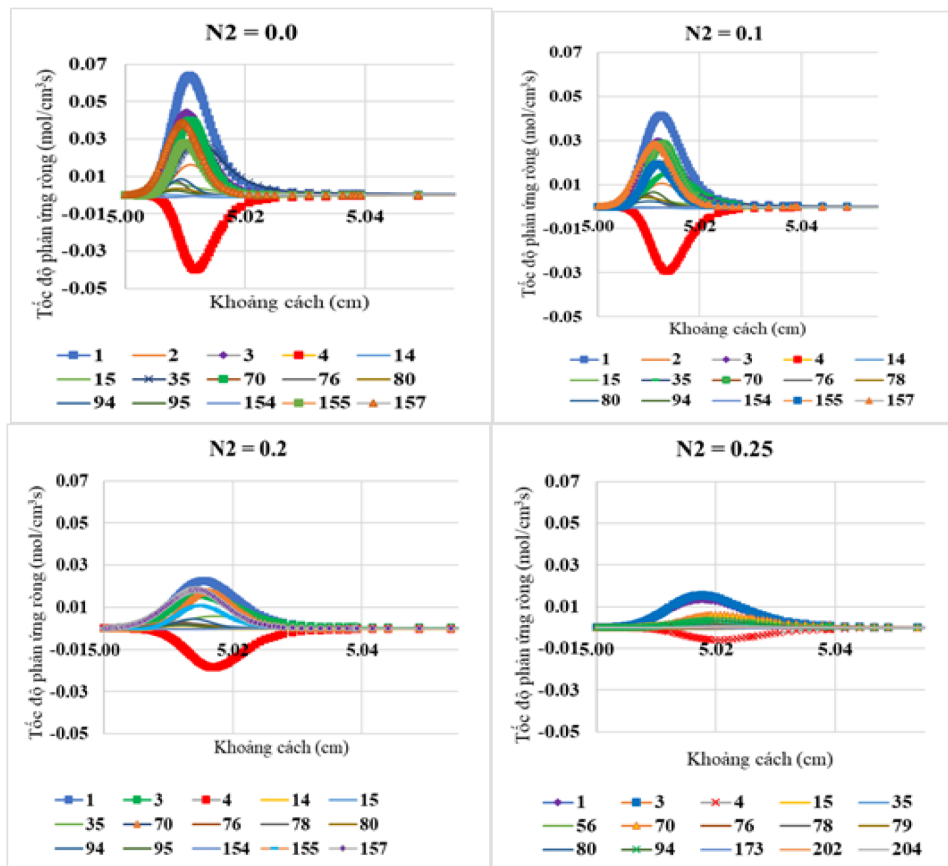 N2 = 0.0
Tốc độ phản ứng ròng (mol/cm³s)
0.07
0.05
0.03
0.01
-0.01
-0.03
-0.05
5.00
5.02
5.04
Khoảng cách (cm)
1 2 3 4 14
15 35 70 76 80
94 95 154 155 157
N2 = 0.1
Tốc độ phản ứng ròng (mol/cm³s)
0.07
0.05
0.03
0.01
-0.01
-0.03
-0.05
5.00
5.02
5.04
Khoảng cách (cm)
1 2 3 4 14
15 35 70 76 78
80 94 154 155 157
N2 = 0.2
Tốc độ phản ứng ròng (mol/cm³s)
0.07
0.05
0.03
0.01
-0.01
-0.03
-0.05
5.00
5.02
5.04
Khoảng cách (cm)
1 3 4 14 15
35 70 76 78 80
94 95 154 155 157
N2 = 0.25
Tốc độ phản ứng ròng (mol/cm³s)
0.07
0.05
0.03
0.01
-0.01
-0.03
-0.05
5.00
5.02
5.04
Khoảng cách (cm)
1 3 4 15 35
56 70 76 78 79
80 94 173 202 204